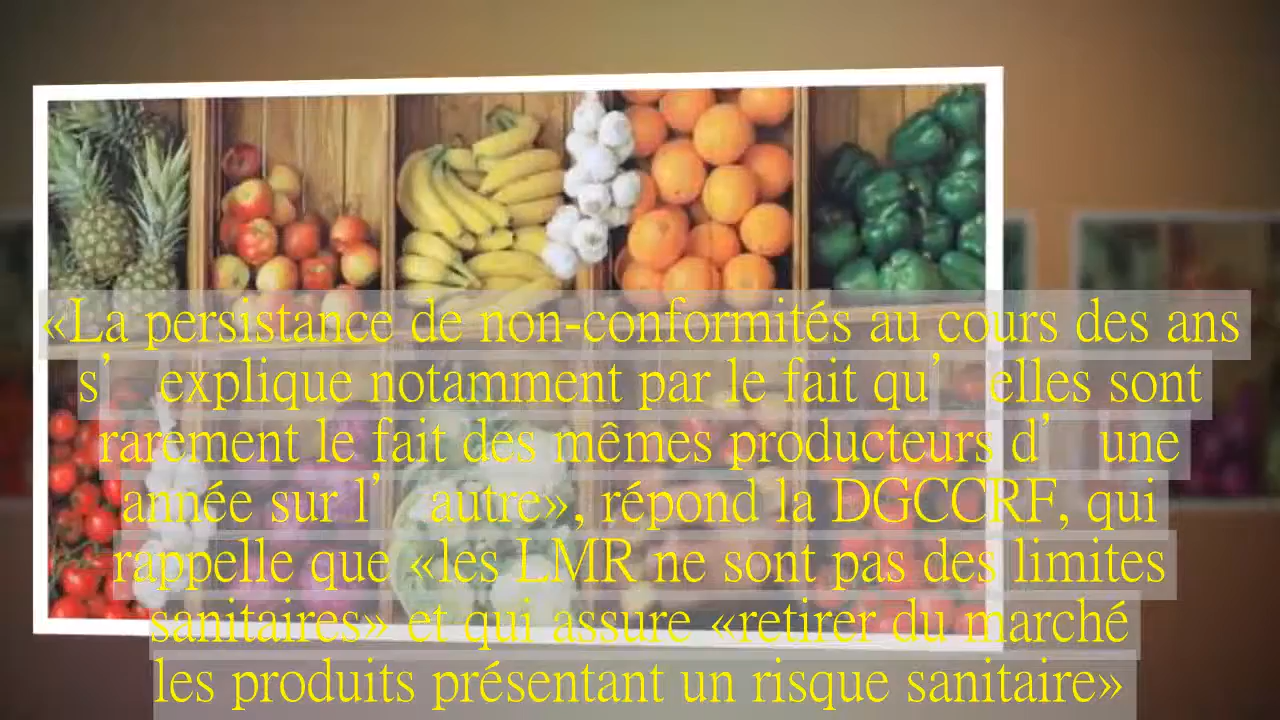 «La persistance de non-conformités au cours des ans
s’ explique notamment par le fait qu’ elles sont
rarement le fait des mêmes producteurs d’ une
année sur l’ autre», répond la DGCCRF, qui
rappelle que «les LMR ne sont pas des limites
sanitaires» et qui assure «retirer du marché
les produits présentant un risque sanitaire»